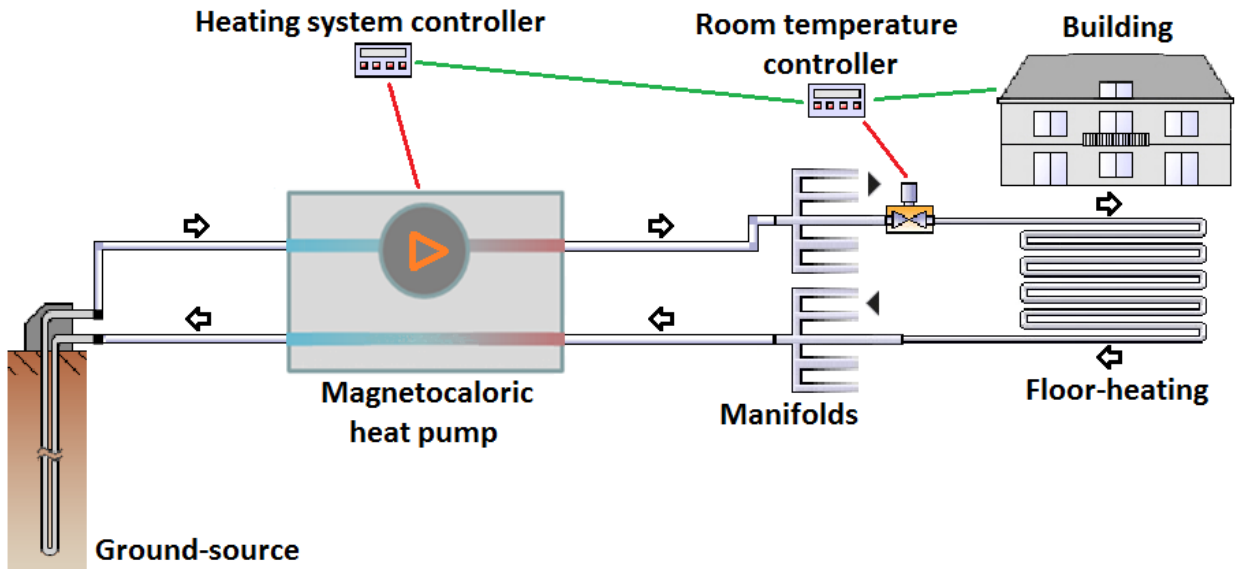 Heating system controller
Room temperature
controller
Building
Magnetocaloric
heat pump
Manifolds
Floor-heating
Ground-source